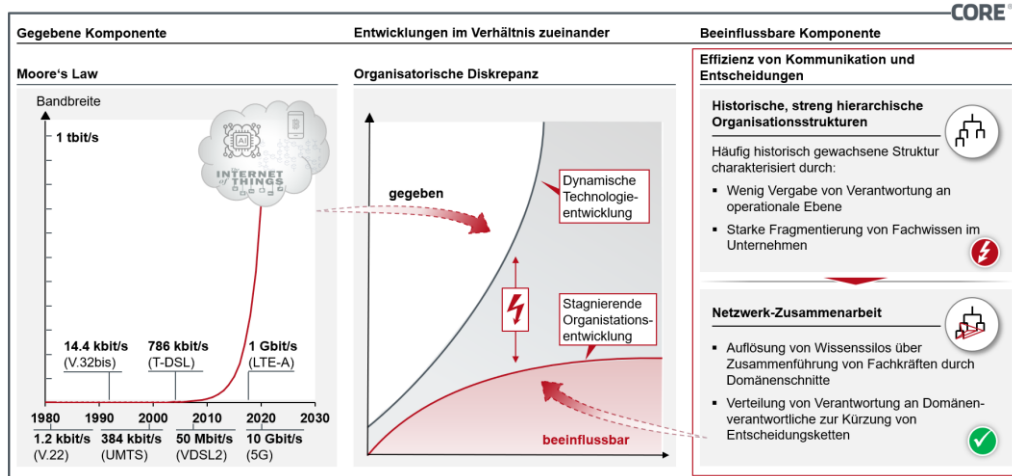 CORE
Gegebene Komponente
Entwicklungen im Verhältnis zueinander
Beeinflussbare Komponente
Moore's Law
Bandbreite
1 tbit/s
AI
INTERNET
of THINGS
14.4 kbit/s
(V.32bis)
786 kbit/s
(T-DSL)
1 Gbit/s
(LTE-A)
1980
1990
2000
2010
2020
2030
1.2 kbit/s
(V.22)
384 kbit/s
(UMTS)
50 Mbit/s
(VDSL2)
10 Gbit/s
(5G)
Organisatorische Diskrepanz
gegeben
Dynamische
Technologie-
entwicklung
Stagnierende
Organistations-
entwicklung
beeinflussbar
Effizienz von Kommunikation und
Entscheidungen
Historische, streng hierarchische
Organisationsstrukturen
Häufig historisch gewachsene Struktur
charakterisiert durch:
Wenig Vergabe von Verantwortung an
operationale Ebene
Starke Fragmentierung von Fachwissen im
Unternehmen
Netzwerk-Zusammenarbeit
Auflösung von Wissenssilos über
Zusammenführung von Fachkräften durch
Domänenschnitte
Verteilung von Verantwortung an Domänen-
verantwortliche zur Kürzung von
Entscheidungsketten